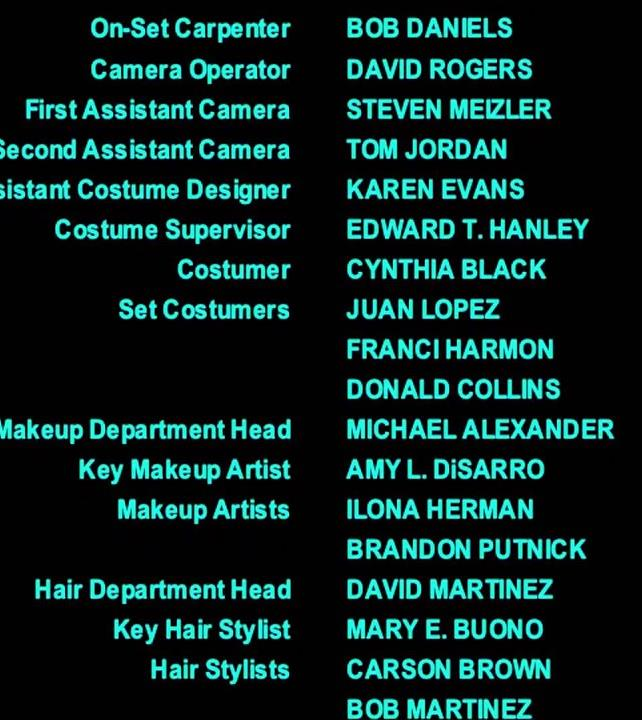 On-Set Carpenter BOB DANIELS
Camera Operator DAVID ROGERS
First Assistant Camera STEVEN MEIZLER
Second Assistant Camera TOM JORDAN
sistant Costume Designer KAREN EVANS
Costume Supervisor EDWARD T. HANLEY
Costumer CYNTHIA BLACK
Set Costumers JUAN LOPEZ
FRANCI HARMON
DONALD COLLINS
Makeup Department Head MICHAEL ALEXANDER
Key Makeup Artist AMY L. DiSARRO
Makeup Artists ILONA HERMAN
BRANDON PUTNICK
Hair Department Head DAVID MARTINEZ
Key Hair Stylist MARY E. BUONO
Hair Stylists CARSON BROWN
BOB MARTINEZ